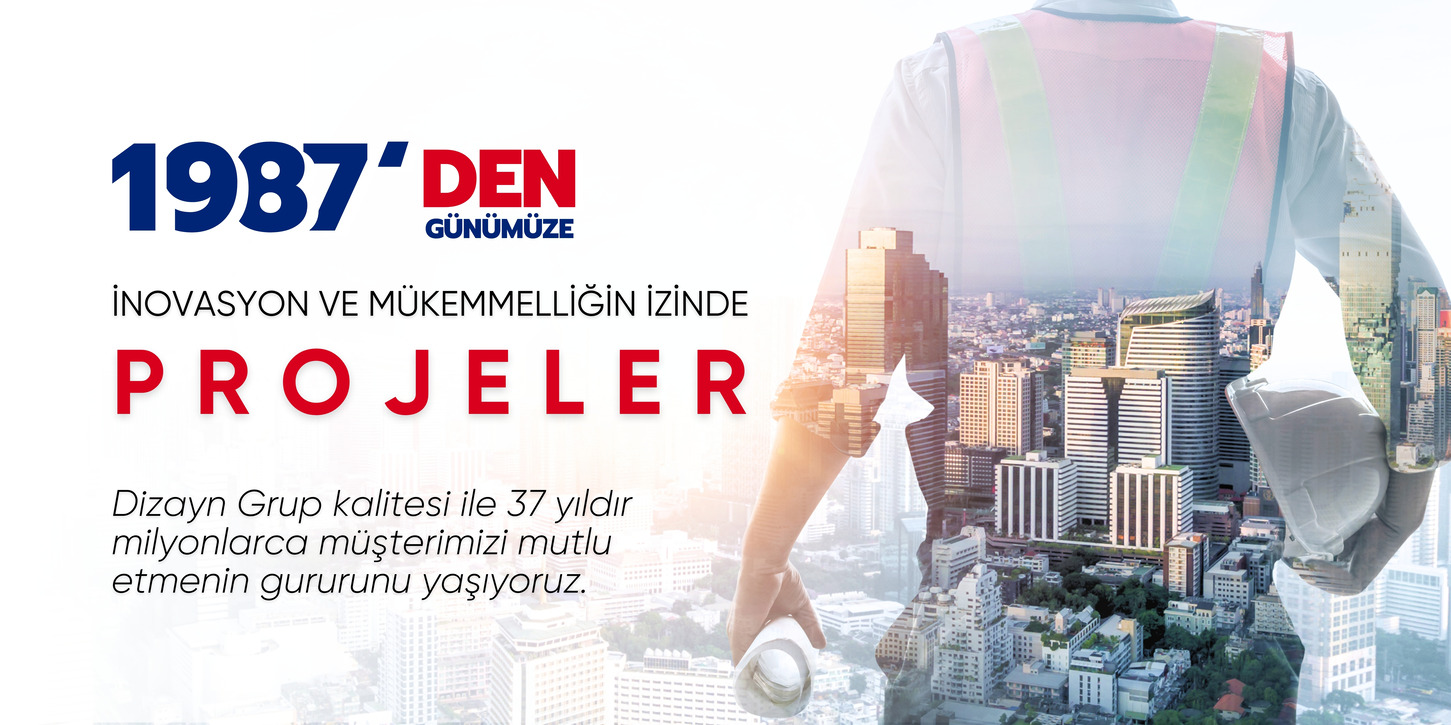 1987' DEN
GÜNÜMÜZE
İNOVASYON VE MÜKEMMELLİĞİN İZİNDE
PROJELER
Dizayn Grup kalitesi ile 37 yıldır
milyonlarca müşterimizi mutlu
etmenin gururunu yaşıyoruz.